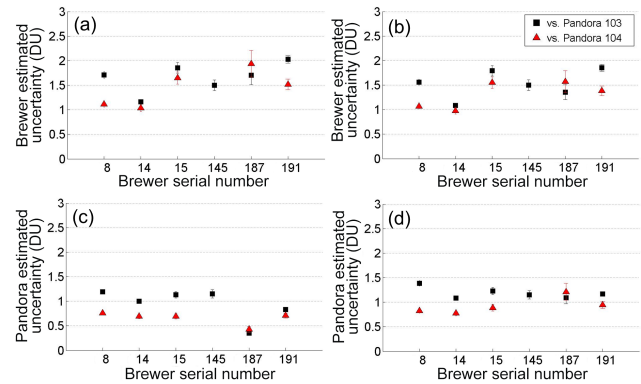 (a)
Brewer estimated
uncertainty (DU)
3
2.5
2
1.5
1
0.5
0
8 14 15 145 187 191
Brewer serial number
(b)
vs. Pandora 103
vs. Pandora 104
Brewer estimated
uncertainty (DU)
3
2.5
2
1.5
1
0.5
0
8 14 15 145 187 191
Brewer serial number
(c)
Pandora estimated
uncertainty (DU)
3
2.5
2
1.5
1
0.5
0
8 14 15 145 187 191
Brewer serial number
(d)
Pandora estimated
uncertainty (DU)
3
2.5
2
1.5
1
0.5
0
8 14 15 145 187 191
Brewer serial number